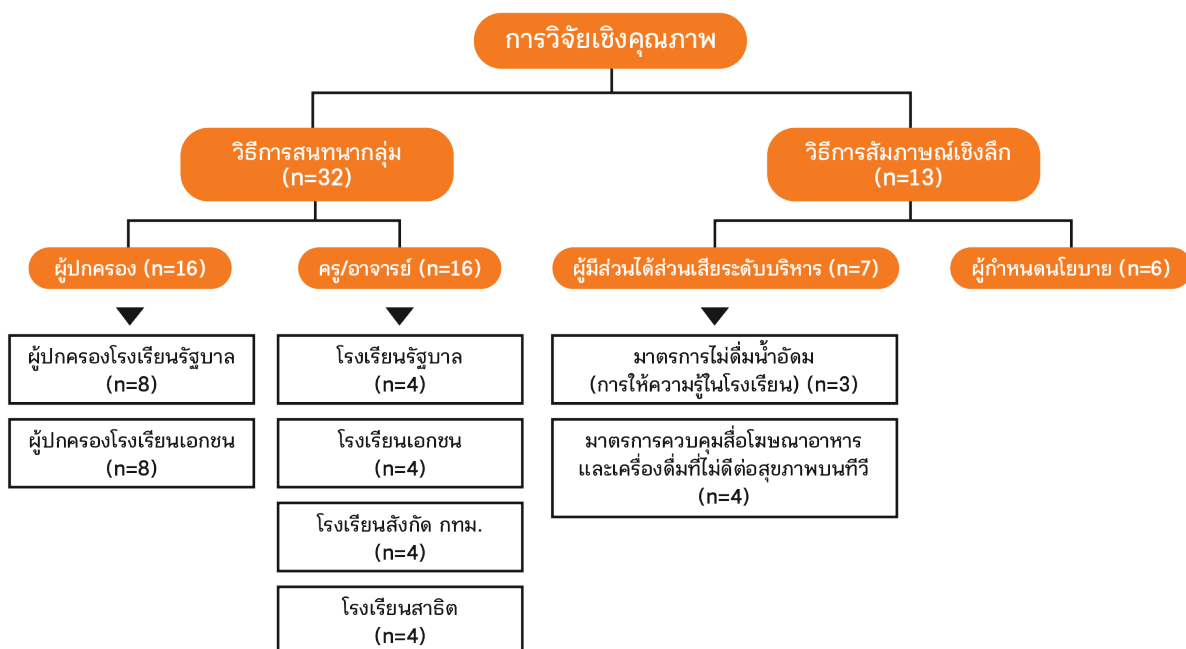 การวิจัยเชิงคุณภาพ
วิธีการสนทนากลุ่ม
(n=32)
วิธีการสัมภาษณ์เชิงลึก
(n=13)
ผู้ปกครอง (n=16)
ครู/อาจารย์ (n=16)
ผู้มีส่วนได้ส่วนเสียระดับบริหาร (n=7)
ผู้กำหนดนโยบาย (n=6)
ผู้ปกครองโรงเรียนรัฐบาล
(n=8)
ผู้ปกครองโรงเรียนเอกชน
(n=8)
โรงเรียนรัฐบาล
(n=4)
โรงเรียนเอกชน
(n=4)
โรงเรียนสังกัด กทม.
(n=4)
โรงเรียนสาธิต
(n=4)
มาตรการไม่ดื่มน้ำอัดม
(การให้ความรู้ในโรงเรียน) (n=3)
มาตรการควบคุมสื่อโฆษณาอาหาร
และเครื่องดื่มที่ไม่ดีต่อสุขภาพบนทีวี
(n=4)